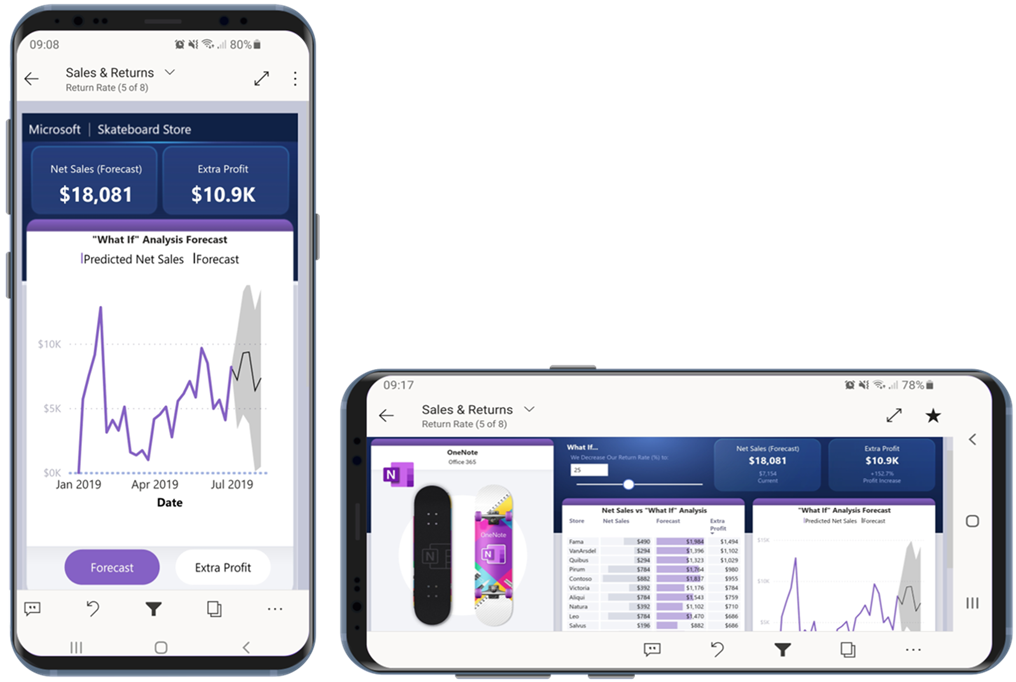 09:08
80%
Sales & Returns
Return Rate (5 of 8)
Microsoft | Skateboard Store
Net Sales (Forecast)
$18,081
Extra Profit
$10.9K
"What If" Analysis Forecast
Predicted Net Sales Forecast
$10K
$5K
$0K
Jan 2019 Apr 2019 Jul 2019
Date
Forecast
Extra Profit
09:17
78%
Sales & Returns
Return Rate (5 of 8)
OneNote
Office 365
N
N
OneNote
N
What If...
We Decrease Our Return Rate (%) to:
25
Net Sales (Forecast)
$18,081
$7,154
Current
Extra Profit
$10.9K
+152.7%
Profit Increase
Net Sales vs "What If" Analysis
Store Net Sales Forecast Extra Profit
Fama $490 $1,984 $1,494
VanArsdel $294 $1,396 $1,102
Quibus $294 $1,323 $1,029
Pirum $784 $1,764 $980
Contoso $882 $1,837 $955
Victoria $392 $1,176 $784
Aliqui $784 $1,543 $759
Natura $392 $1,102 $710
Leo $784 $1,470 $686
Salvus $196 $882 $686
"What If" Analysis Forecast
Predicted Net Sales Forecast
$15K
$10K
$5K